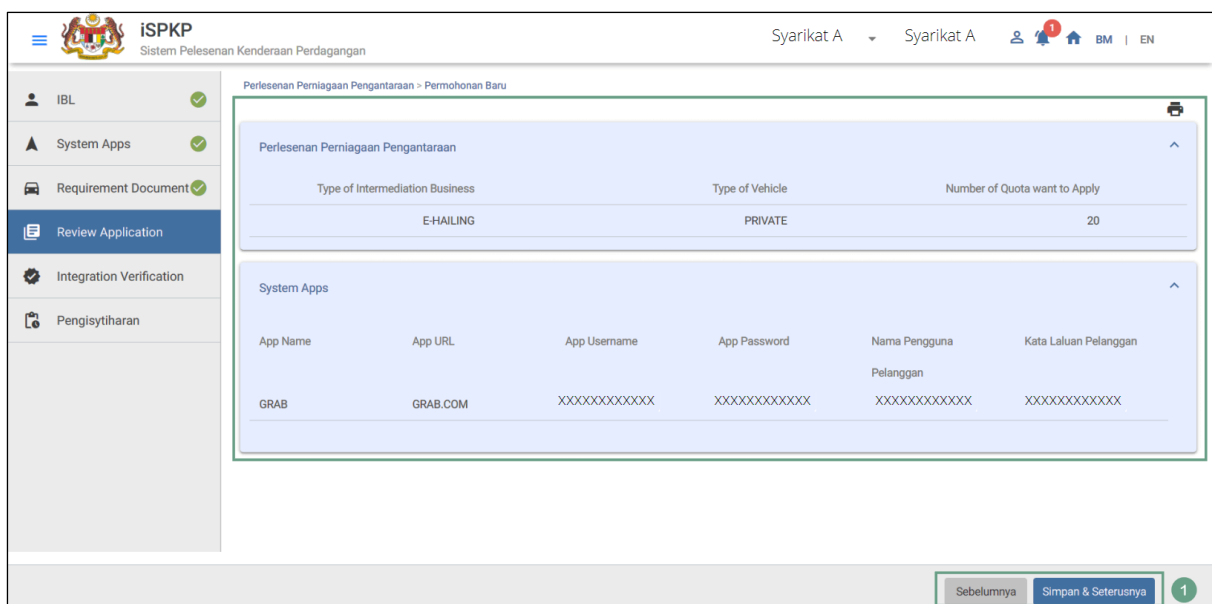 iSPKP
Sistem Pelesenan Kenderaan Perdagangan
Syarikat A Syarikat A 1 BM | EN
IBL
System Apps
Requirement Document
Review Application
Integration Verification
Pengisytiharan
Perlesenan Perniagaan Pengantaraan > Permohonan Baru
Perlesenan Perniagaan Pengantaraan
Type of Intermediation Business Type of Vehicle Number of Quota want to Apply
E-HAILING PRIVATE 20
System Apps
App Name App URL App Username App Password Nama Pengguna Kata Laluan Pelanggan
Pelanggan
GRAB GRAB.COM XXXXXXXXXXXX XXXXXXXXXXXX XXXXXXXXXXXX XXXXXXXXXXXX
Sebelumnya Simpan & Seterusnya 1